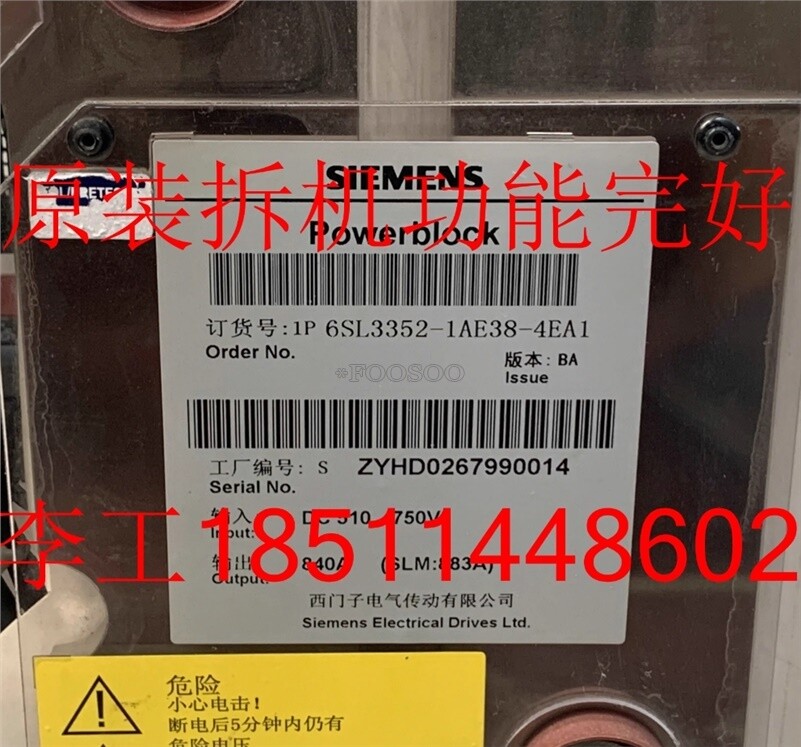 SIEMENS
原装拆机功能完好
Powerblock
订货号:1P 6SL3352-1AE38-4EA1
Order No.
版本: BA
Issue
※FOOSOO
工厂编号: S ZYHD0267990014
Serial No.
输入
DC 510 750V
李工18511448602
Input:
输出 840A (SLM:883A)
Output:
西门子电气传动有限公司
Siemens Electrical Drives Ltd.
危险
小心电击!
断电后5分钟内仍有
危险电压